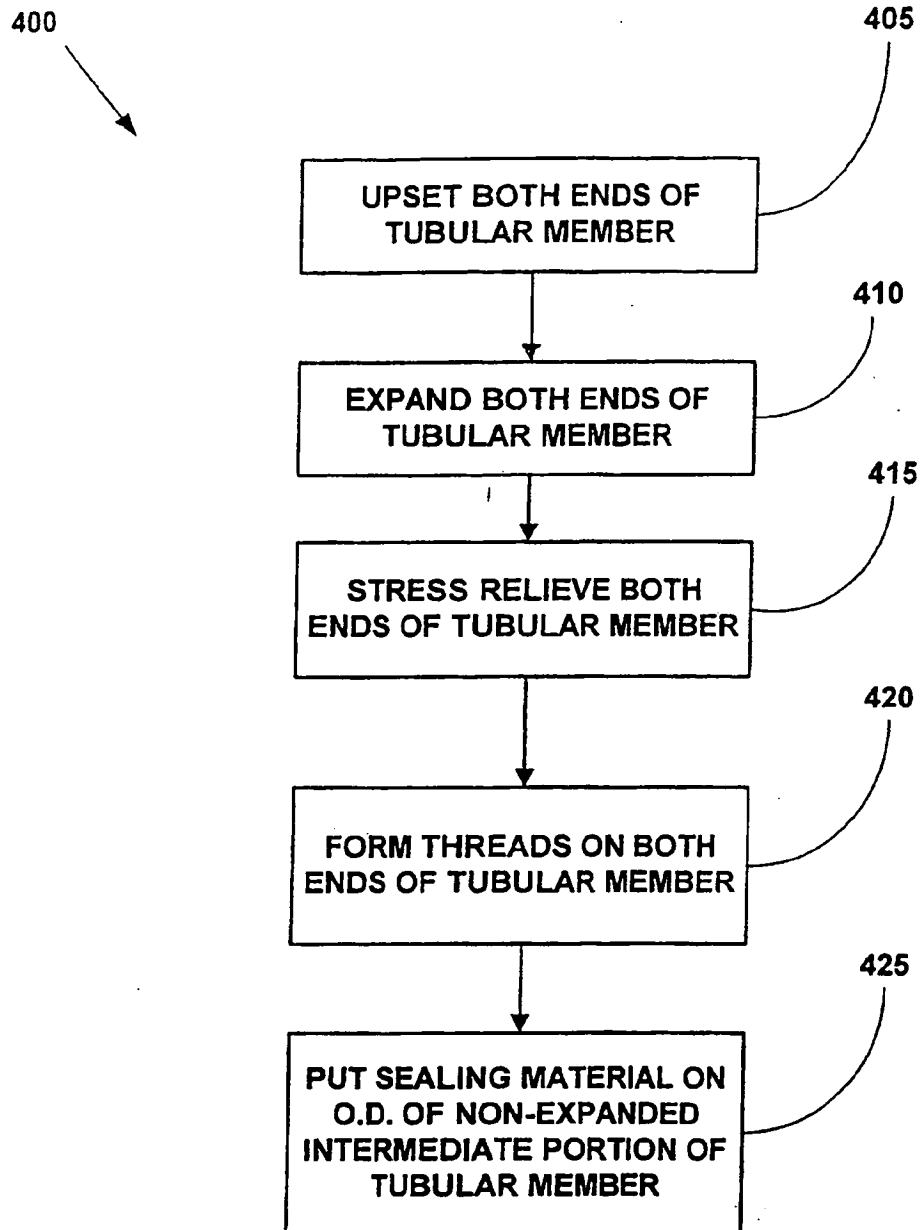 400
405
UPSET BOTH ENDS OF
TUBULAR MEMBER
410
EXPAND BOTH ENDS OF
TUBULAR MEMBER
415
STRESS RELIEVE BOTH
ENDS OF TUBULAR MEMBER
420
FORM THREADS ON BOTH
ENDS OF TUBULAR MEMBER
425
PUT SEALING MATERIAL ON
O.D. OF NON-EXPANDED
INTERMEDIATE PORTION OF
TUBULAR MEMBER